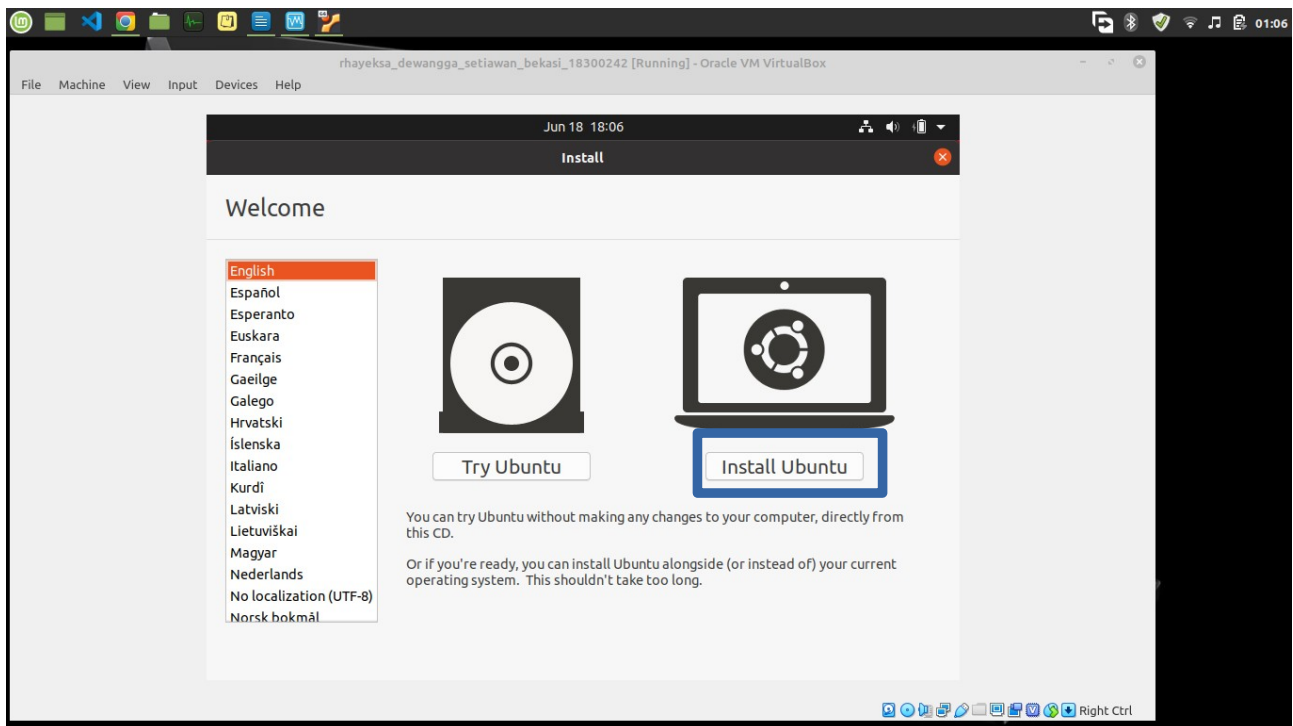 01:06
rhayeksa_dewangga_setiawan_bekasi_18300242 [Running] - Oracle VM VirtualBox
File Machine View Input Devices Help
Jun 18 18:06
Install
Welcome
English
Español
Esperanto
Euskara
Français
Gaeilge
Galego
Hrvatski
Íslenska
Italiano
Kurdî
Latviski
Lietuviškai
Magyar
Nederlands
No localization (UTF-8)
Norsk bokmål
Try Ubuntu
Install Ubuntu
You can try Ubuntu without making any changes to your computer, directly from
this CD.
Or if you're ready, you can install Ubuntu alongside (or instead of) your current
operating system. This shouldn't take too long.
Right Ctrl